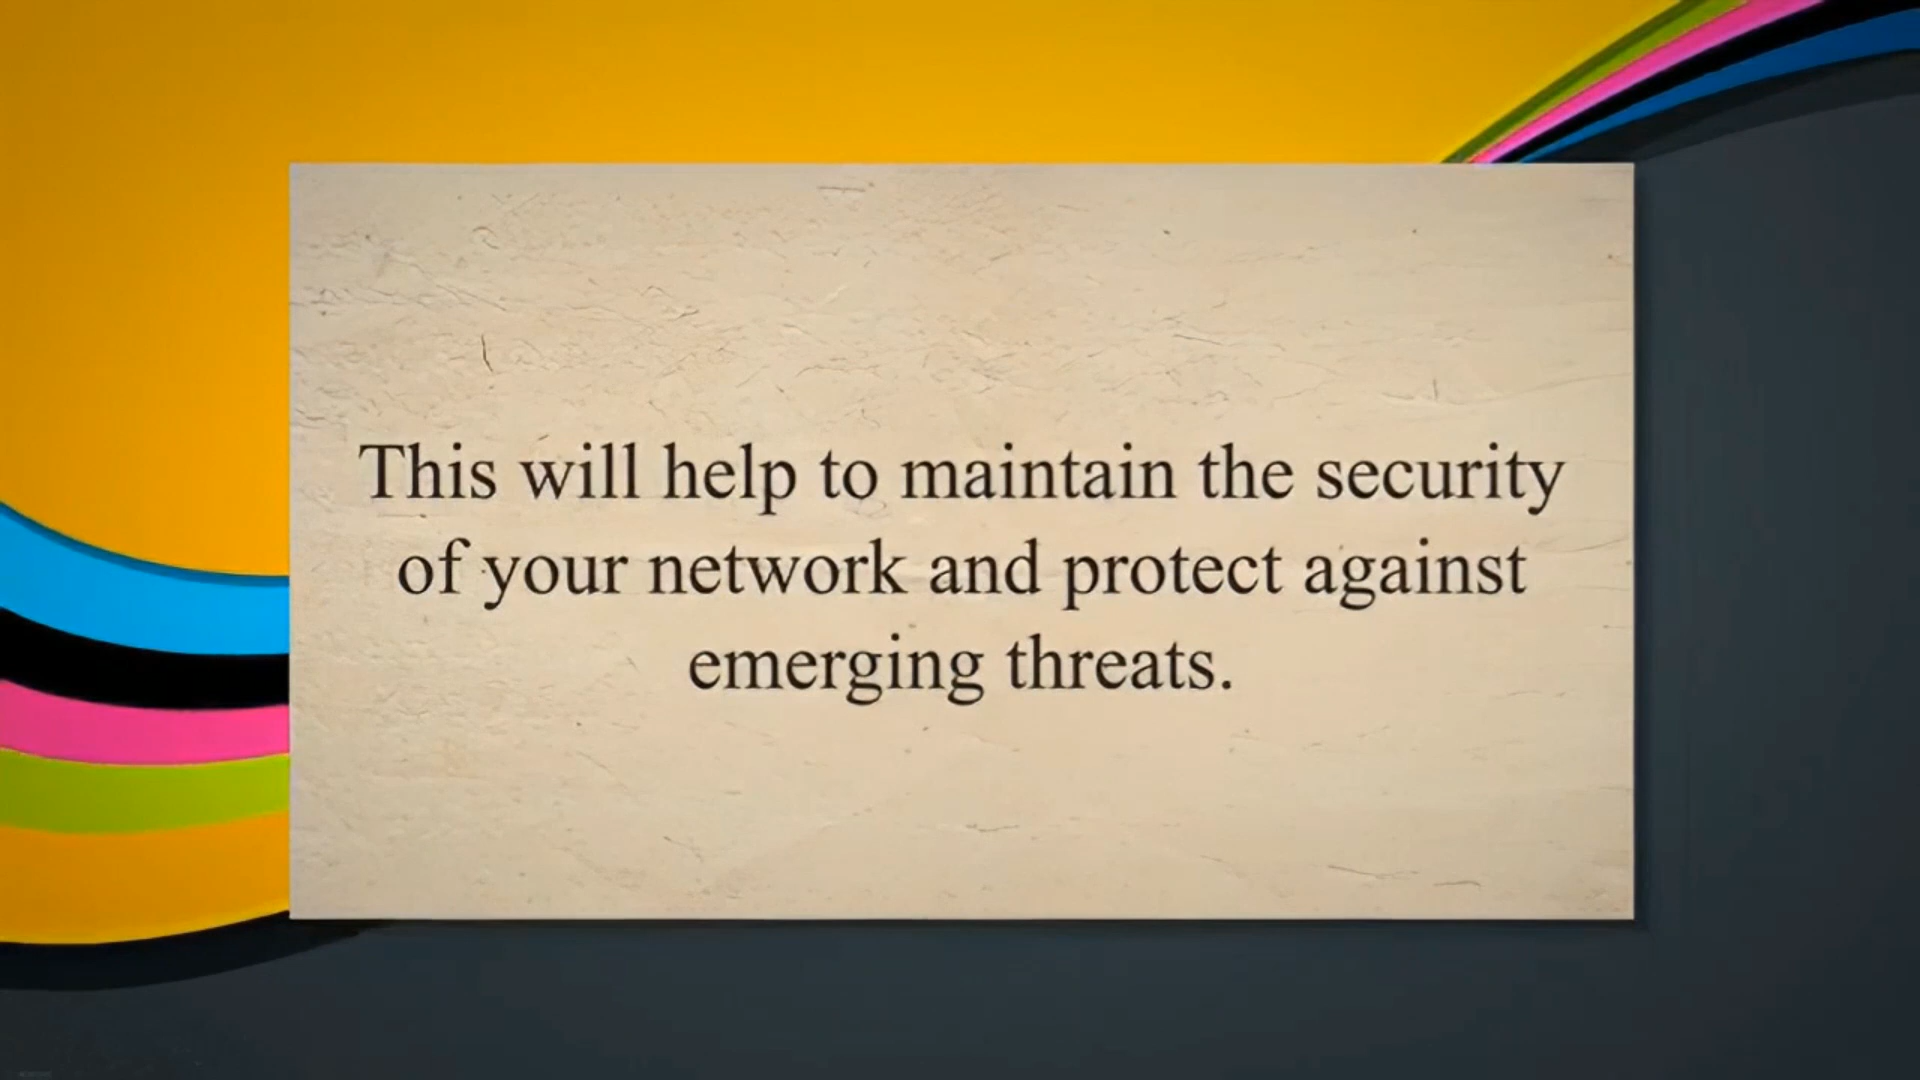 This will help to maintain the security
of your network and protect against
emerging threats.